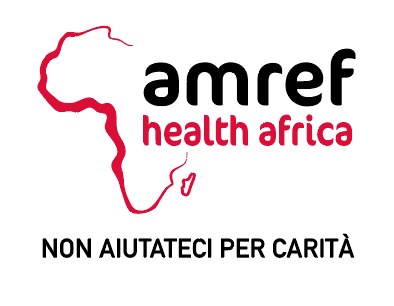 amref
health africa
NON AIUTATECI PER CARITÀ